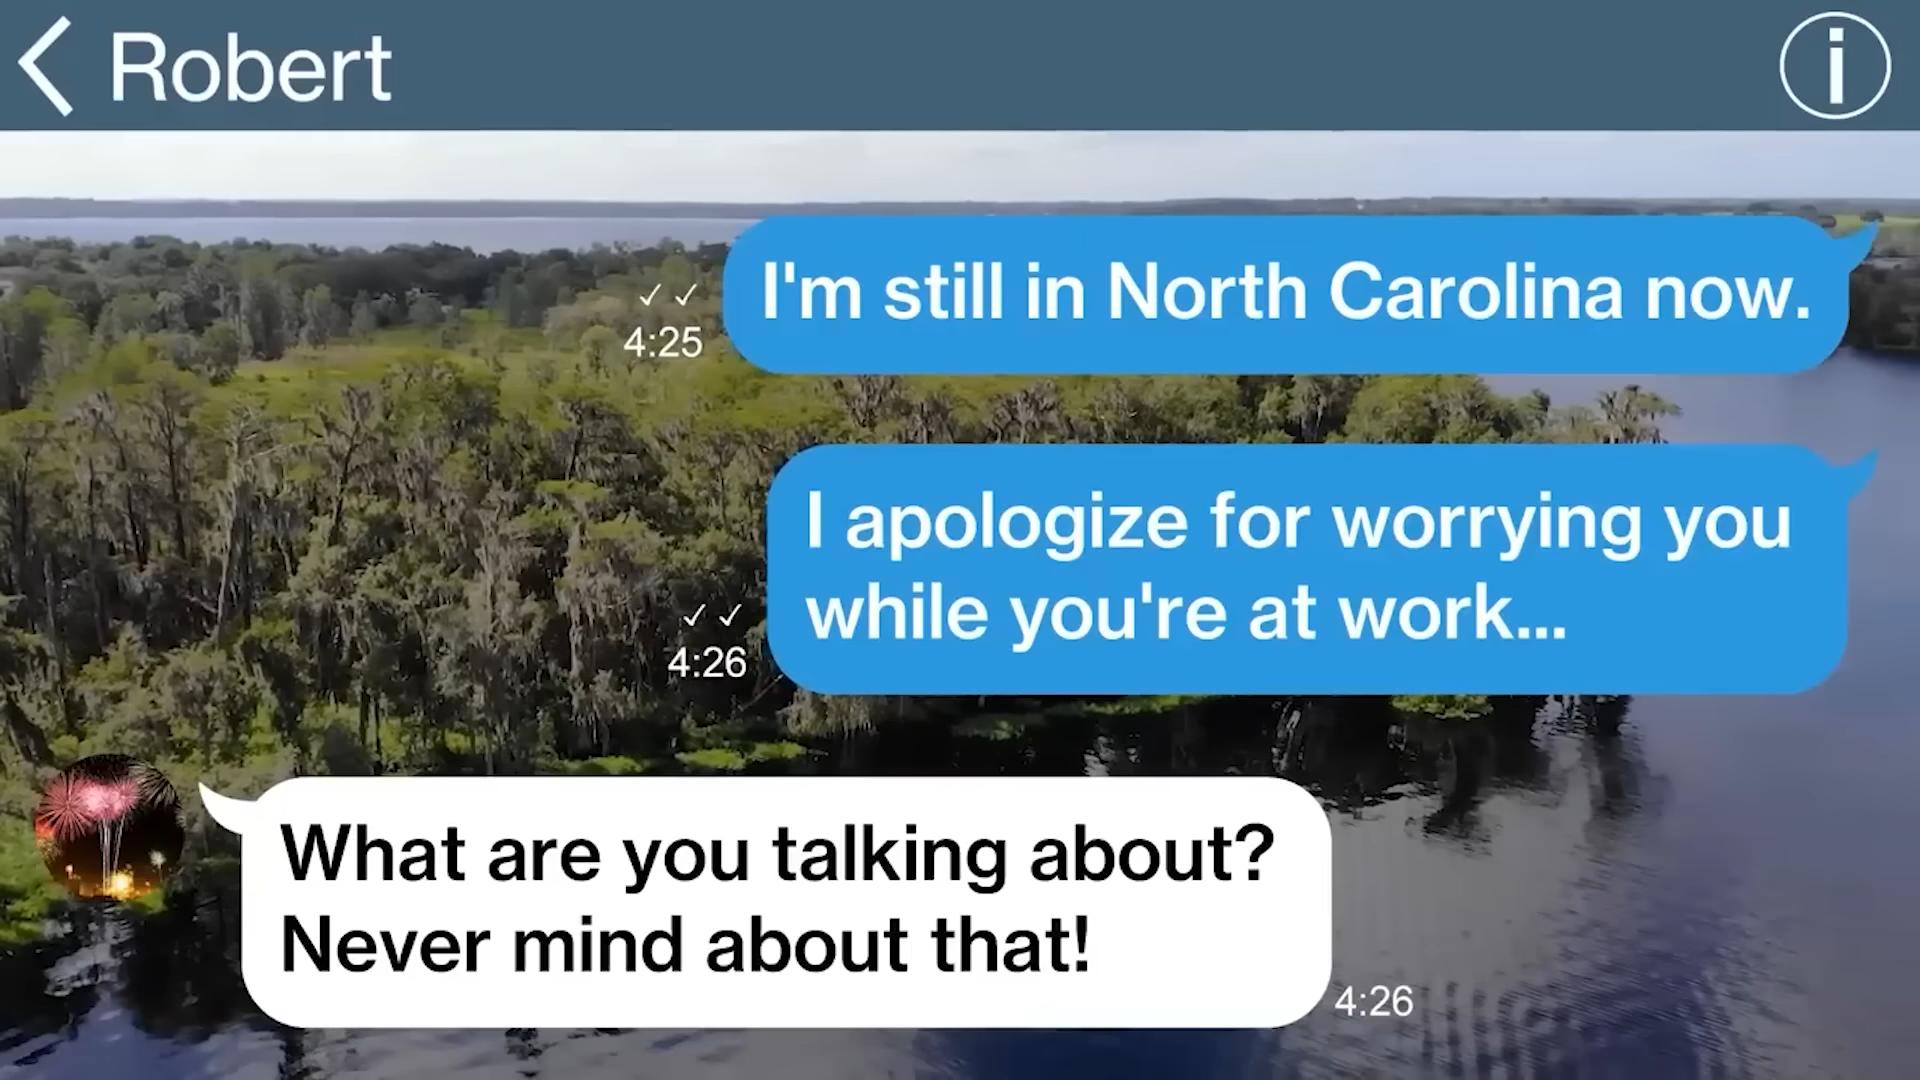 Robert
I'm still in North Carolina now.
4:25
I apologize for worrying you
while you're at work...
4:26
What are you talking about?
Never mind about that!
4:26